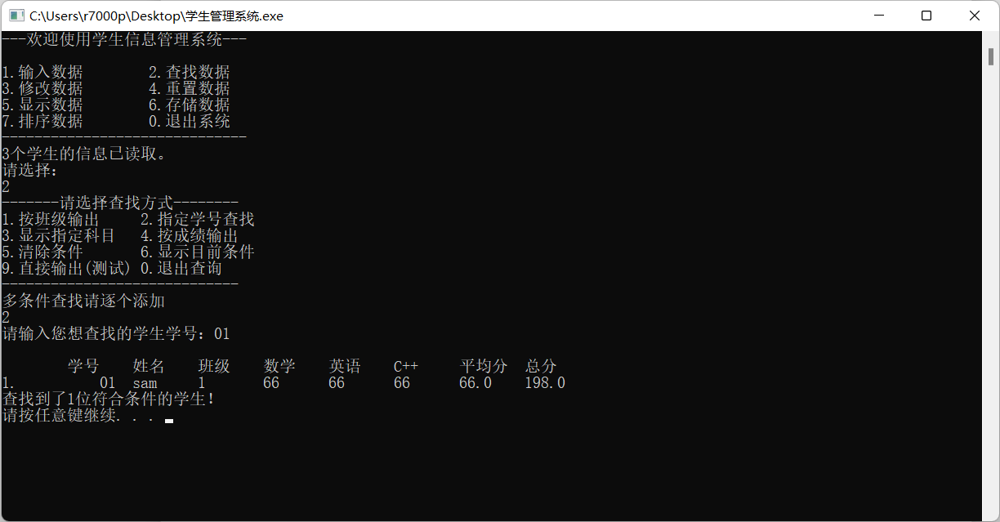 C:\Users\r7000p\Desktop\学生管理系统.exe
---欢迎使用学生信息管理系统---
1.输入数据        2.查找数据
3.修改数据        4.重置数据
5.显示数据        6.存储数据
7.排序数据        0.退出系统
------------------------------
3个学生的信息已读取。
请选择:
2
-------请选择查找方式--------
1.按班级输出     2.指定学号查找
3.显示指定科目   4.按成绩输出
5.清除条件       6.显示目前条件
9.直接输出(测试) 0.退出查询
-----------------------------
多条件查找请逐个添加
2
请输入您想查找的学生学号: 01
        学号    姓名    班级    数学    英语    C++     平均分  总分
1.          01  sam     1       66      66      66      66.0    198.0
查找到了1位符合条件的学生!
请按任意键继续. . .